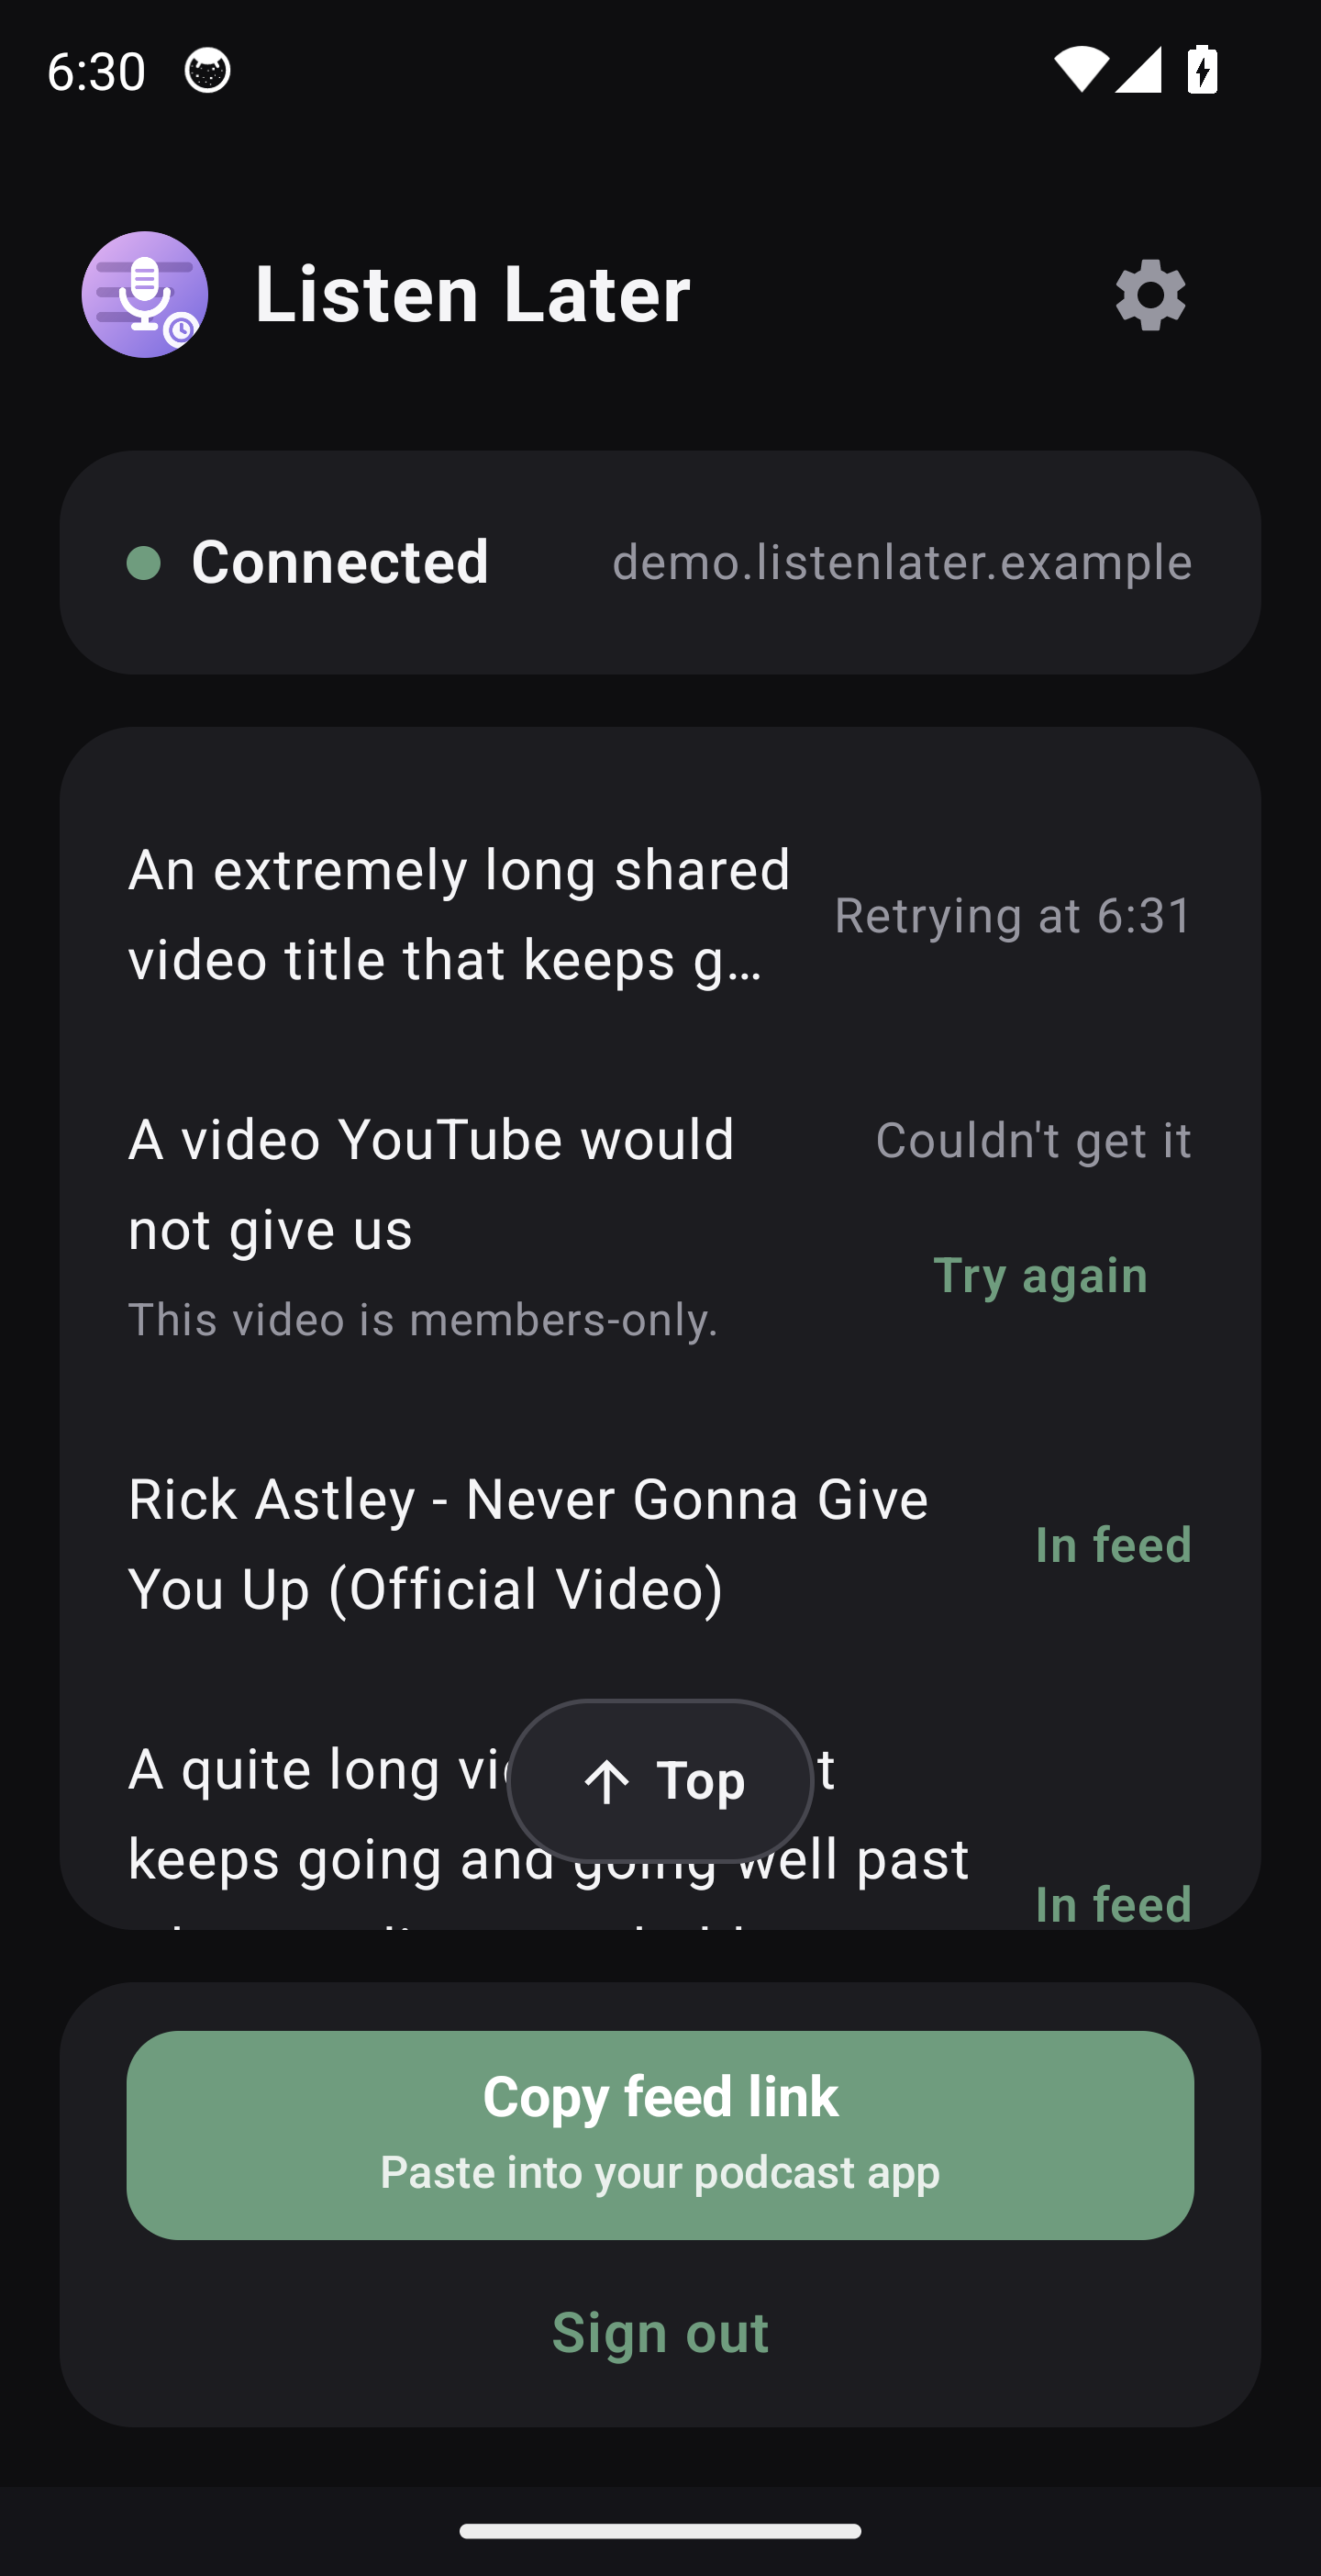 6:30
Listen Later
Connected
demo.listenlater.example
An extremely long shared
video title that keeps g…
Retrying at 6:31
A video YouTube would
not give us
This video is members-only.
Couldn't get it
Try again
Rick Astley - Never Gonna Give
You Up (Official Video)
In feed
A quite long
keeps going and going well past
In feed
Top
Copy feed link
Paste into your podcast app
Sign out